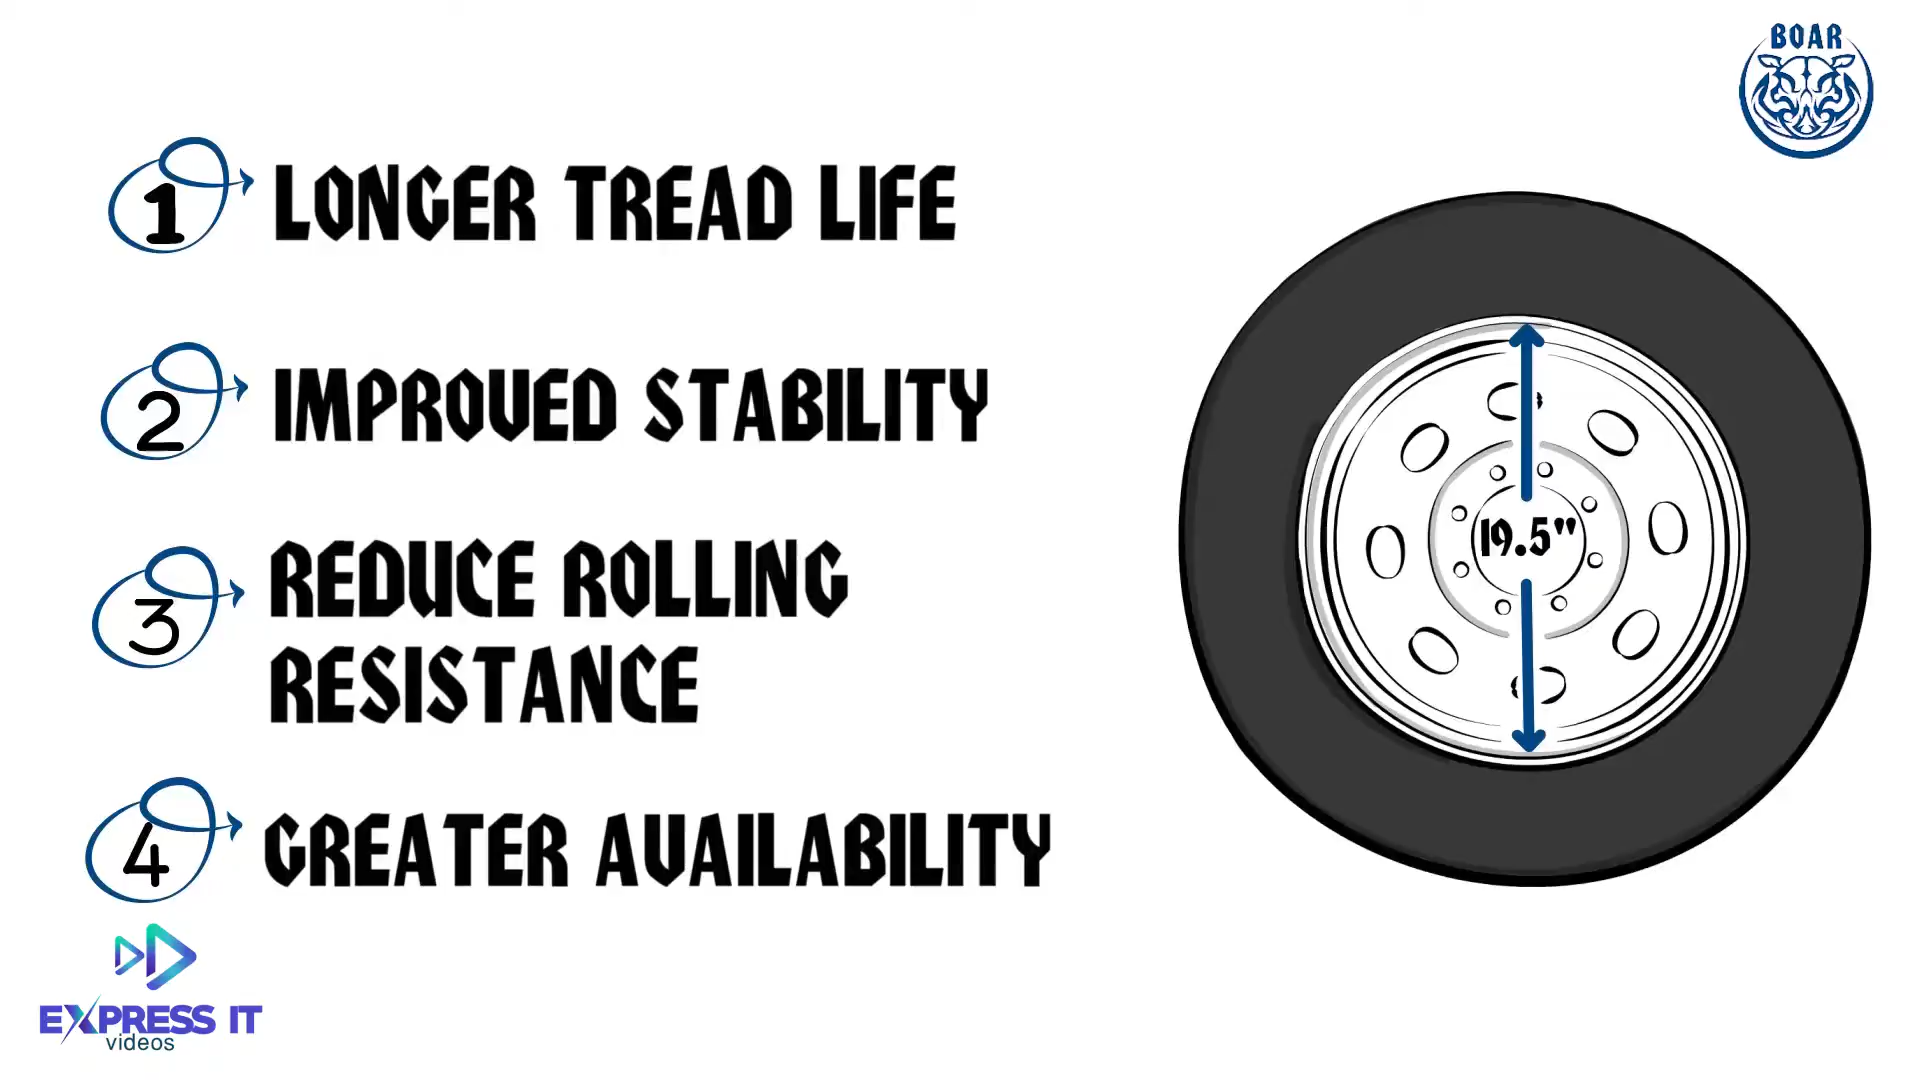 BOAR
1 LONGER TREAD LIFE
2 IMPROVED STABILITY
3 REDUCE ROLLING
RESISTANCE
4 GREATER AVAILABILITY
19.5"
EXPRESS IT
videos